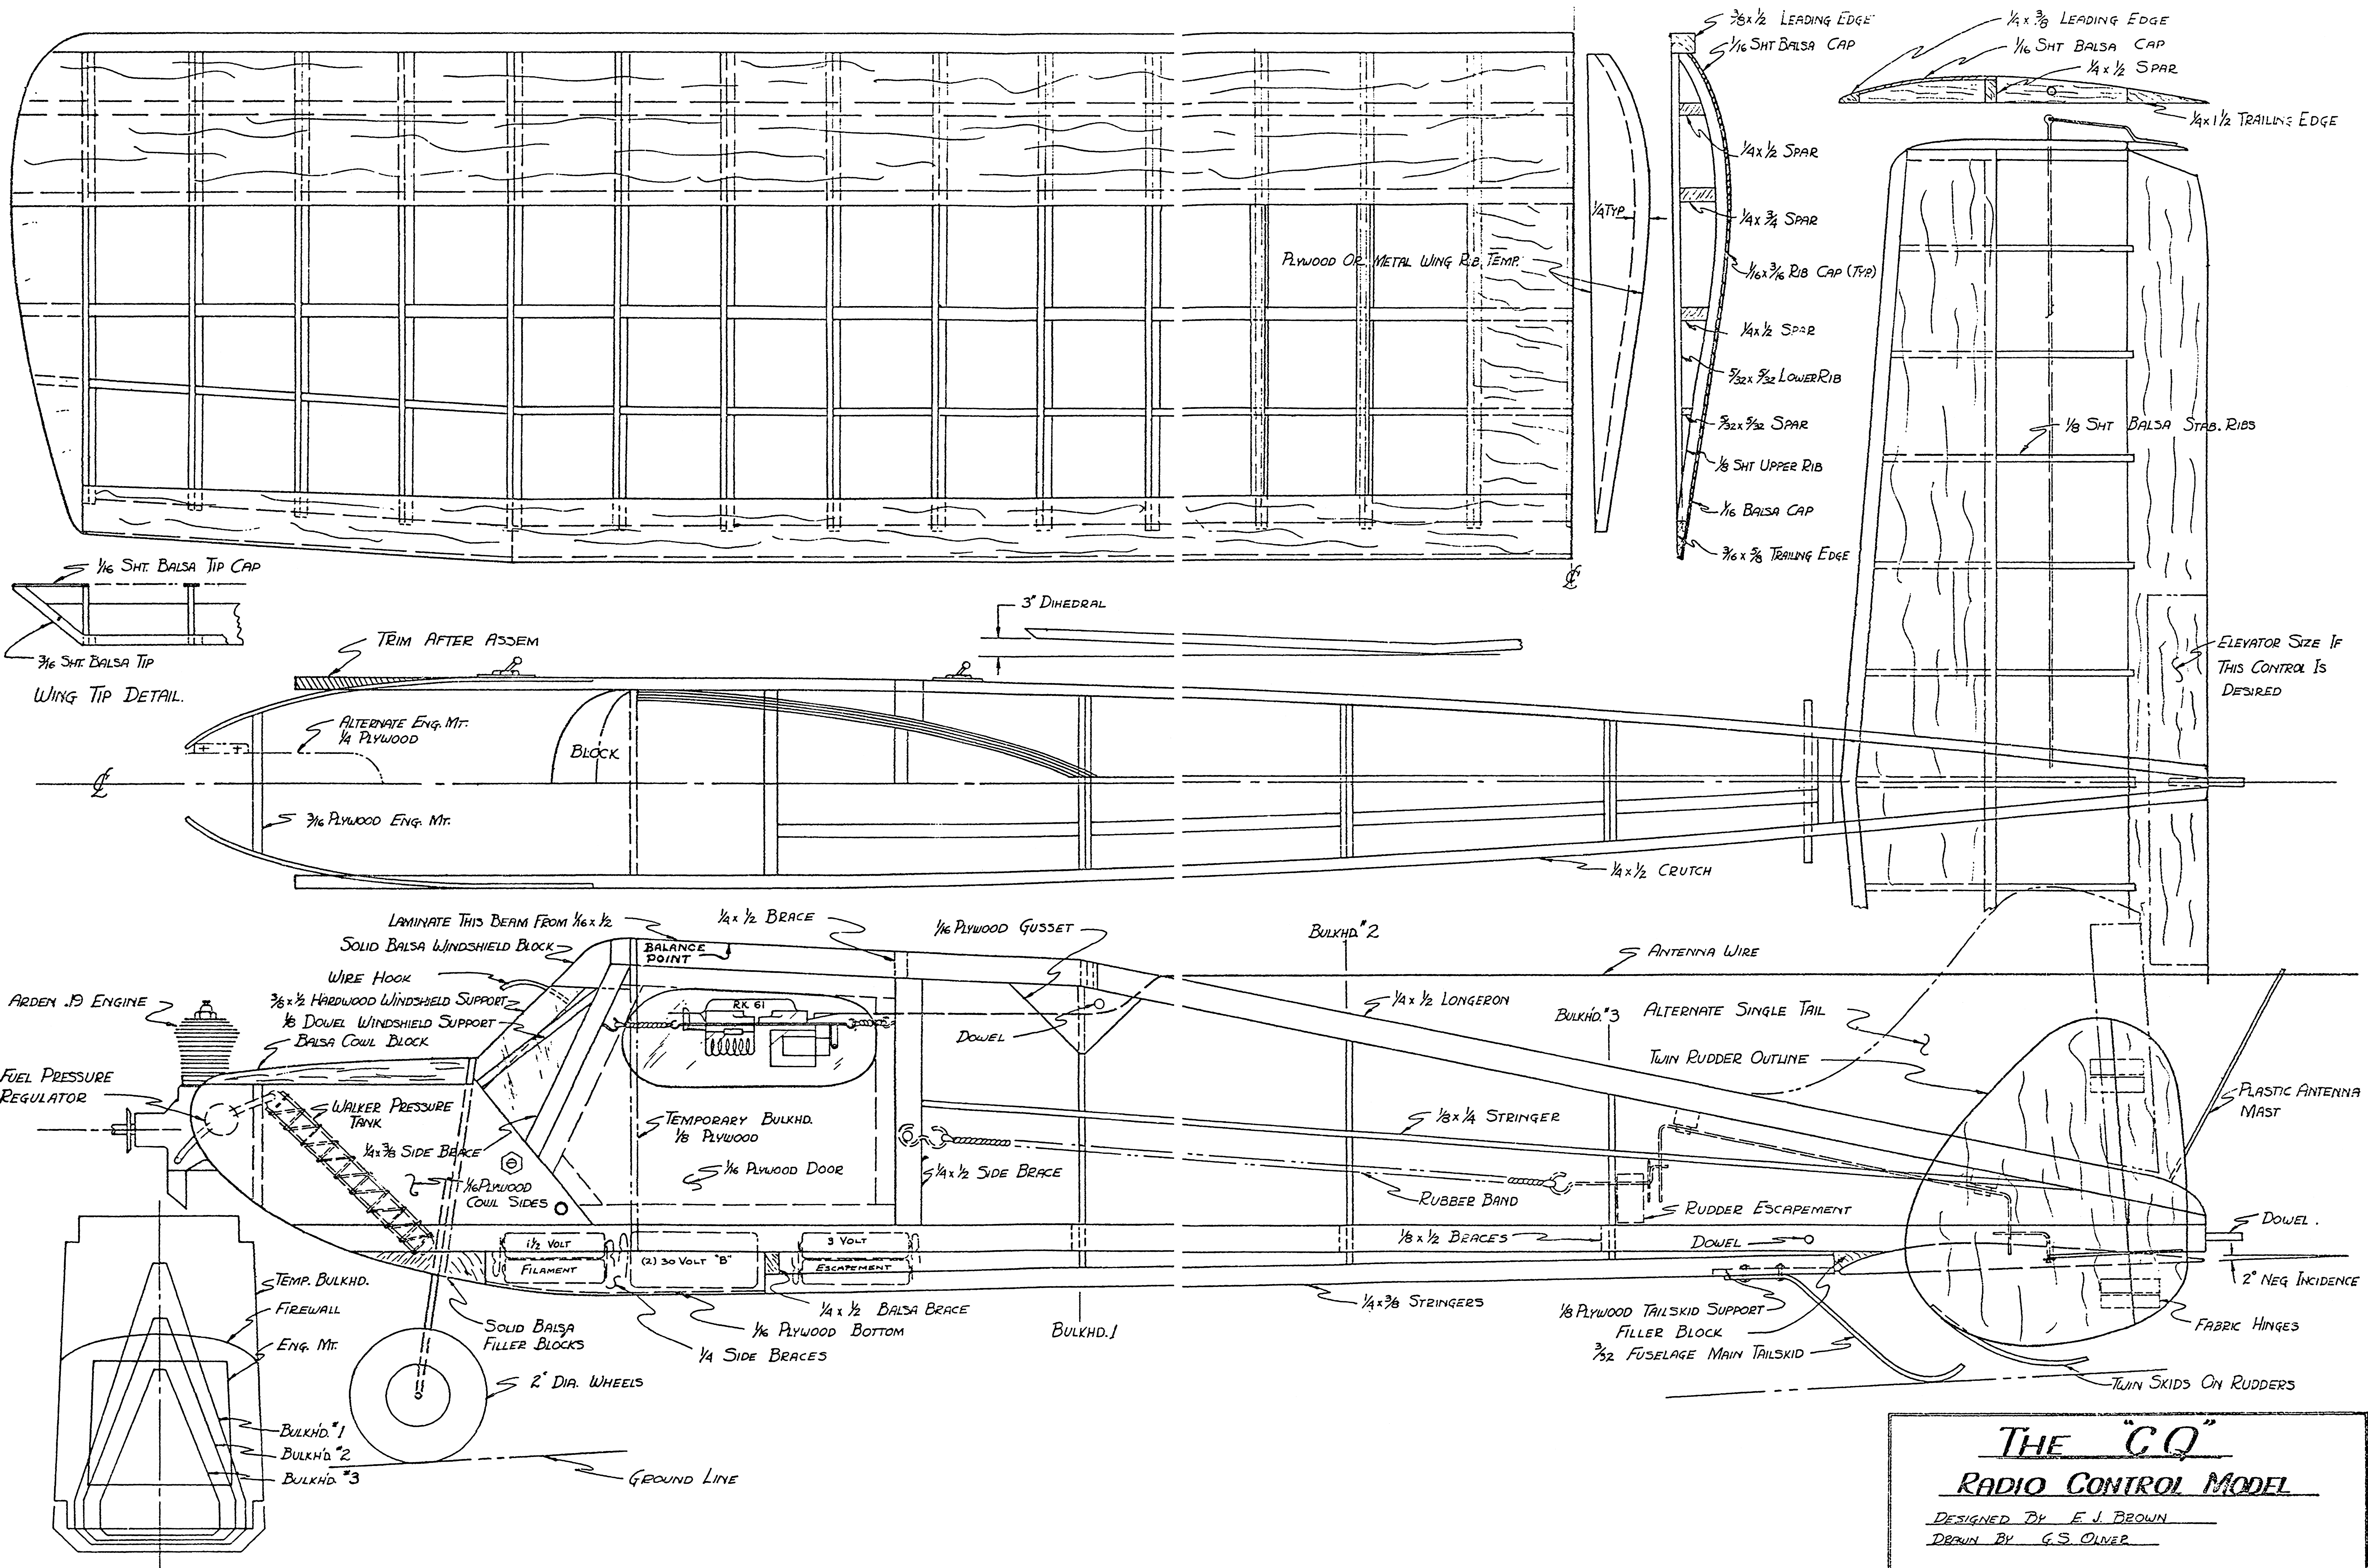 3/8 x 1/2 LEADING EDGE
1/16 SHT BALSA CAP
1/4 x 1/2 SPAR
1/4 x 3/4 SPAR
1/16 x 3/16 RIB CAP (TYP.)
1/4 x 1/2 SPAR
5/32 x 5/32 LOWER RIB
5/32 x 5/32 SPAR
1/8 SHT UPPER RIB
1/16 BALSA CAP
3/16 x 5/8 TRAILING EDGE
1/4 x 3/8 LEADING EDGE
1/16 SHT BALSA CAP
1/4 x 1/2 SPAR
1/4 x 1 1/2 TRAILING EDGE
1/4 TYP.
PLYWOOD OR METAL WING RIB TEMP.
1/8 SHT BALSA STAB. RIBS
ELEVATOR SIZE IF
THIS CONTROL IS
DESIRED
1/16 SHT. BALSA TIP CAP
3/16 SHT. BALSA TIP
WING TIP DETAIL.
3" DIHEDRAL
℄
TRIM AFTER ASSEM
ALTERNATE ENG. MT.
1/4 PLYWOOD
BLOCK
℄
3/16 PLYWOOD ENG. MT.
1/4 x 1/2 CRUTCH
LAMINATE THIS BEAM FROM 1/16 x 1/2
SOLID BALSA WINDSHIELD BLOCK
WIRE HOOK
3/8 x 1/2 HARDWOOD WINDSHIELD SUPPORT
1/8 DOWEL WINDSHIELD SUPPORT
BALSA COWL BLOCK
ARDEN .19 ENGINE
FUEL PRESSURE
REGULATOR
WALKER PRESSURE
TANK
1/4 x 3/8 SIDE BRACE
1/16 PLYWOOD
COWL SIDES
BALANCE
POINT
1/4 x 1/2 BRACE
1/16 PLYWOOD GUSSET
RK 61
DOWEL
TEMPORARY BULKHD.
1/8 PLYWOOD
1/16 PLYWOOD DOOR
1/4 x 1/2 SIDE BRACE
BULKHD. #2
ANTENNA WIRE
1/4 x 1/2 LONGERON
BULKH'D. #3
ALTERNATE SINGLE TAIL
TWIN RUDDER OUTLINE
PLASTIC ANTENNA
MAST
1/8 x 1/4 STRINGER
RUBBER BAND
RUDDER ESCAPEMENT
1/8 x 1/2 BRACES
DOWEL
DOWEL.
2° NEG INCIDENCE
1 1/2 VOLT
FILAMENT
(2) 30 VOLT "B"
3 VOLT
ESCAPEMENT
1/4 x 1/2 BALSA BRACE
1/16 PLYWOOD BOTTOM
1/4 SIDE BRACES
SOLID BALSA
FILLER BLOCKS
BULKHD. 1
1/4 x 3/8 STRINGERS
1/8 PLYWOOD TAILSKID SUPPORT
FILLER BLOCK
3/32 FUSELAGE MAIN TAILSKID
FABRIC HINGES
TWIN SKIDS ON RUDDERS
2" DIA. WHEELS
GROUND LINE
TEMP. BULKHD.
FIREWALL
ENG. MT.
BULKH'D. #1
BULKH'D. #2
BULKH'D. #3
THE "CQ"
RADIO CONTROL MODEL
DESIGNED BY E. J. BROWN
DRAWN BY G. S. OLIVER